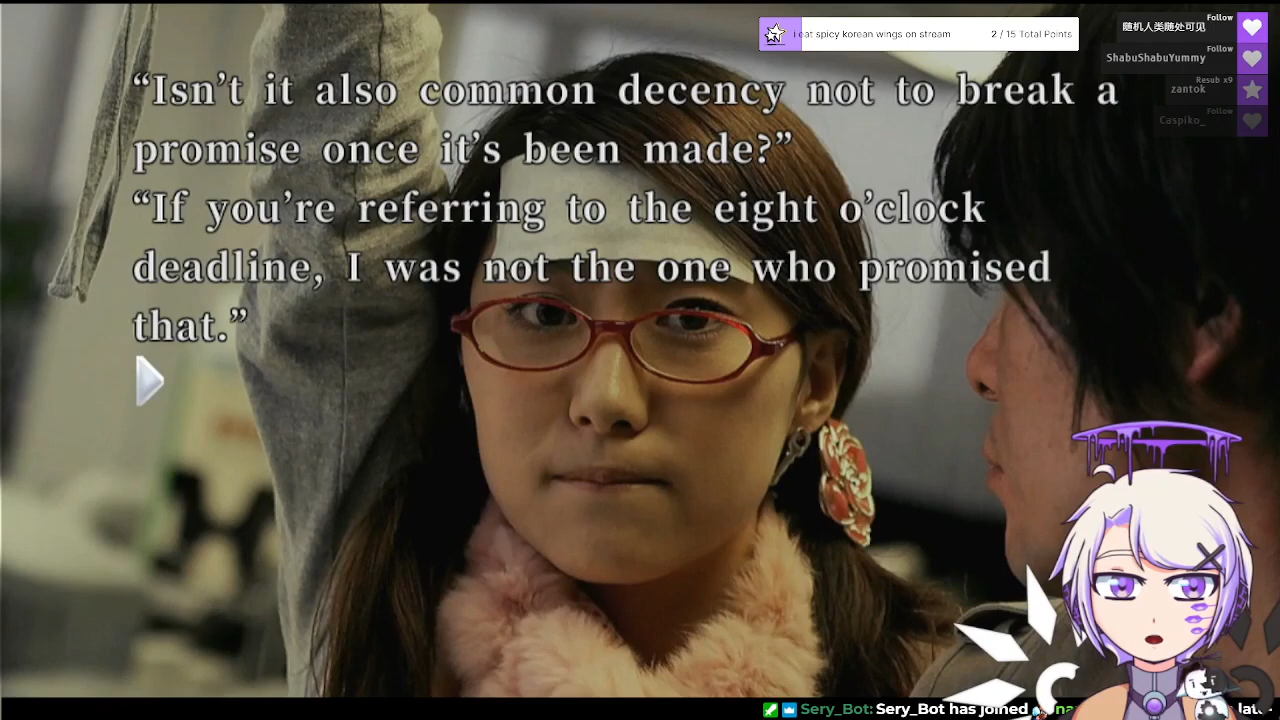 i eat spicy korean wings on stream 2 / 15 Total Points
Follow
随机人类随处可见
Follow
ShabuShabuYummy
Resub x9
zantok
Follow
Caspiko_
“Isn’t it also common decency not to break a
promise once it’s been made?”
“If you’re referring to the eight o’clock
deadline, I was not the one who promised
that.”
Sery_Bot: Sery_Bot has joined